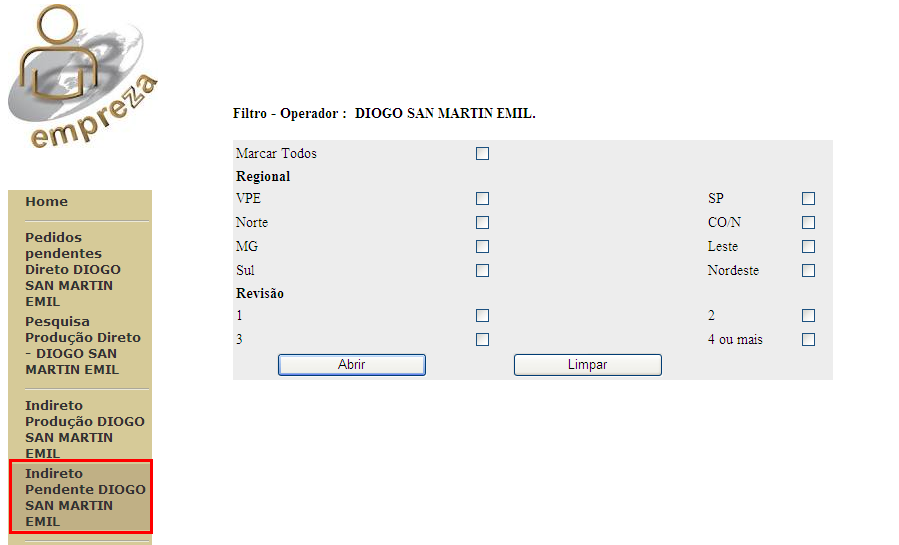 empreza
Home
Pedidos
pendentes
Direto DIOGO
SAN MARTIN
EMIL
Pesquisa
Produção Direto
- DIOGO SAN
MARTIN EMIL
Indireto
Produção DIOGO
SAN MARTIN
EMIL
Indireto
Pendente DIOGO
SAN MARTIN
EMIL
Filtro - Operador : DIOGO SAN MARTIN EMIL.
Marcar Todos
Regional
VPE SP
Norte CO/N
MG Leste
Sul Nordeste
Revisão
1 2
3 4 ou mais
Abrir Limpar